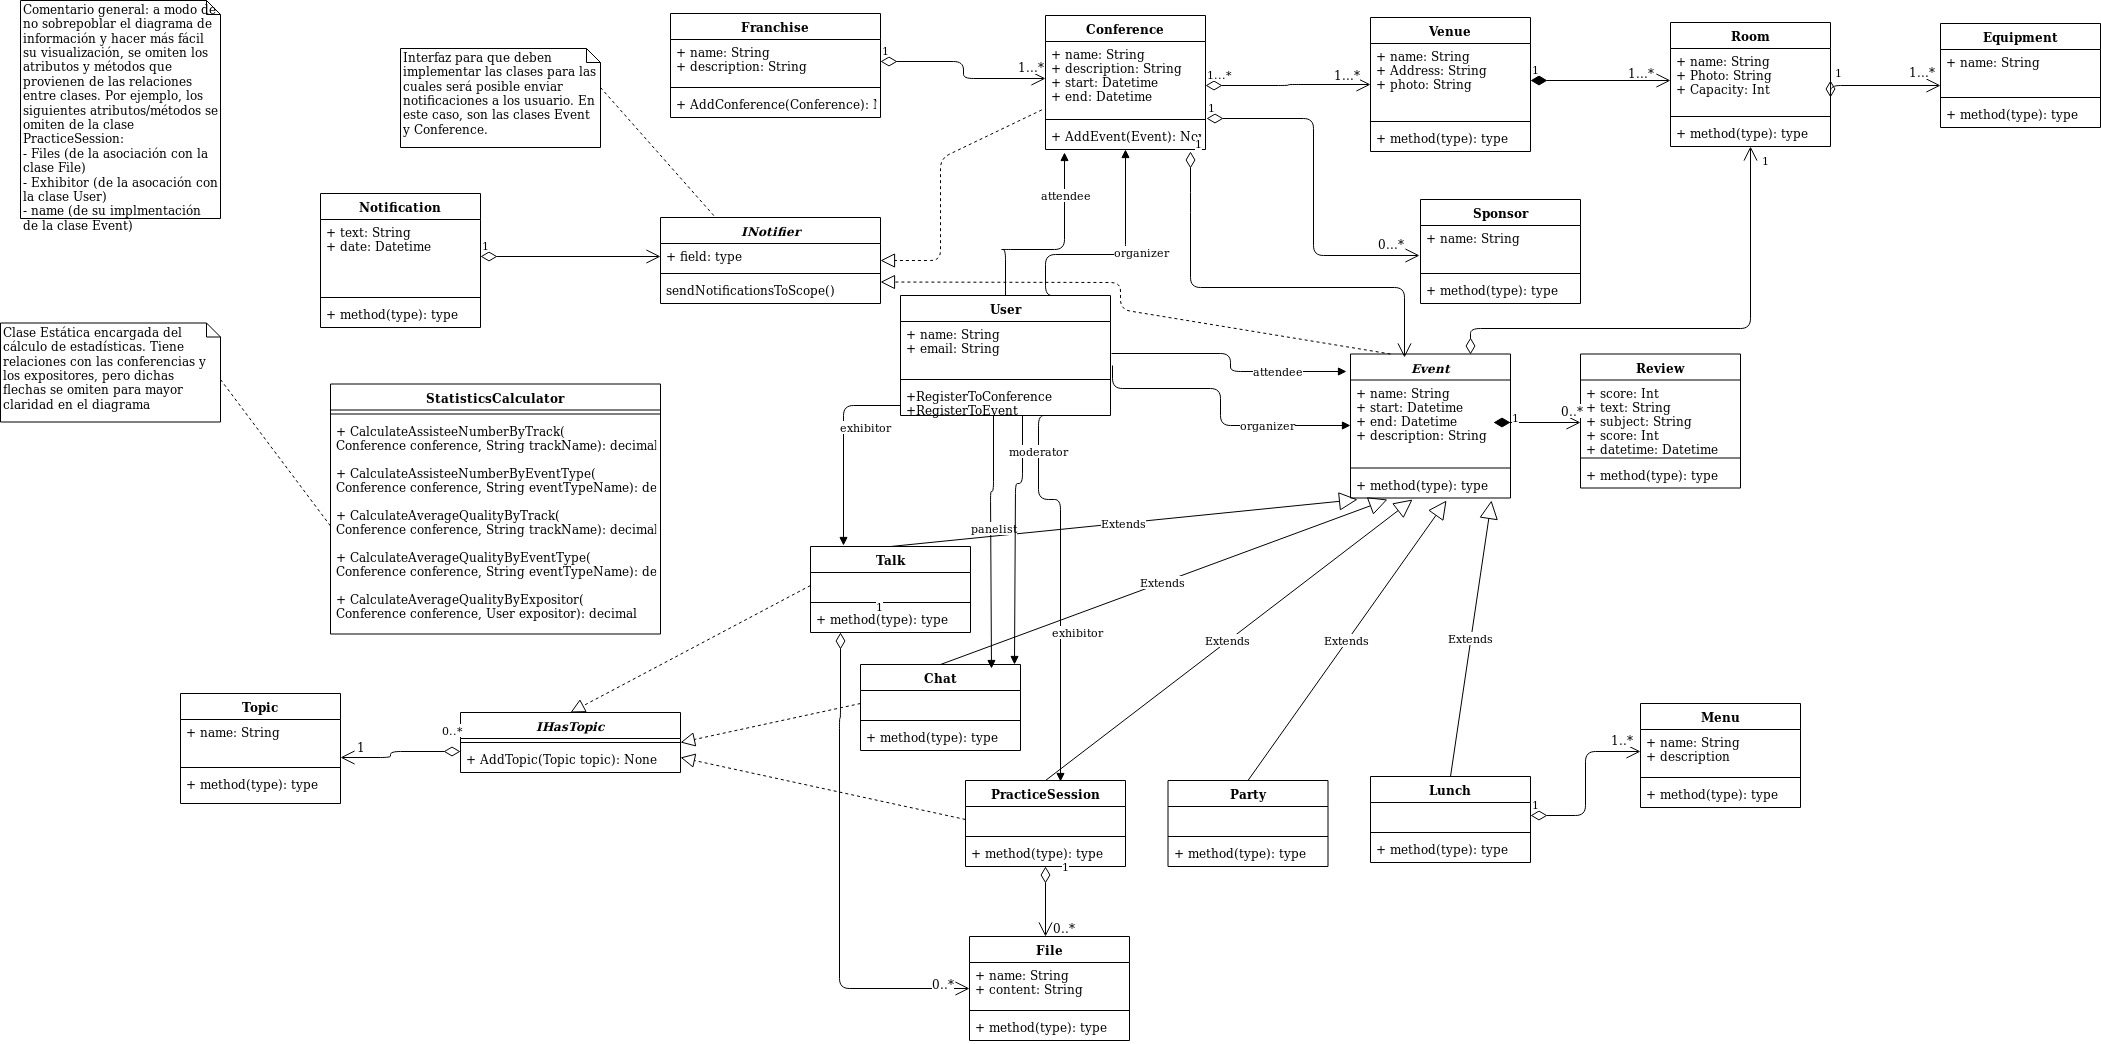 Comentario general: a modo de
no sobrepoblar el diagrama de
información y hacer más fácil
su visualización, se omiten los
atributos y métodos que
provienen de las relaciones
entre clases. Por ejemplo, los
siguientes atributos/métodos se
omiten de la clase
PracticeSession:
- Files (de la asociación con la
clase File)
- Exhibitor (de la asocación con
la clase User)
- name (de su implmentación
de la clase Event)
Interfaz para que deben
implementar las clases para las
cuales será posible enviar
notificaciones a los usuario. En
este caso, son las clases Event
y Conference.
Franchise
+ name: String
+ description: String
+ AddConference(Conference):
1
1...*
Conference
+ name: String
+ description: String
+ start: Datetime
+ end: Datetime
+ AddEvent(Event):
1
1...*
1...*
1
Venue
+ name: String
+ Address: String
+ photo: String
+ method(type): type
1
1...*
Room
+ name: String
+ Photo: String
+ Capacity: Int
+ method(type): type
1
1...*
1
Equipment
+ name: String
+ method(type): type
Notification
+ text: String
+ date: Datetime
+ method(type): type
1
INotifier
+ field: type
sendNotificationsToScope()
attendee
organizer
0...*
Sponsor
+ name: String
+ method(type): type
User
+ name: String
+ email: String
+RegisterToConference
+RegisterToEvent
attendee
organizer
exhibitor
moderator
panelist
exhibitor
Event
+ name: String
+ start: Datetime
+ end: Datetime
+ description: String
+ method(type): type
1
0..*
Review
+ score: Int
+ text: String
+ subject: String
+ score: Int
+ datetime: Datetime
+ method(type): type
Clase Estática encargada del
cálculo de estadísticas. Tiene
relaciones con las conferencias y
los expositores, pero dichas
flechas se omiten para mayor
claridad en el diagrama
StatisticsCalculator
+ CalculateAssisteeNumberByTrack(
Conference conference, String trackName): decimal
+ CalculateAssisteeNumberByEventType(
Conference conference, String eventTypeName): de
+ CalculateAverageQualityByTrack(
Conference conference, String trackName): decimal
+ CalculateAverageQualityByEventType(
Conference conference, String eventTypeName): de
+ CalculateAverageQualityByExpositor(
Conference conference, User expositor): decimal
Extends
Extends
Extends
Extends
Extends
Talk
1
+ method(type): type
Chat
+ method(type): type
Topic
+ name: String
+ method(type): type
1
0..*
IHasTopic
+ AddTopic(Topic topic): None
PracticeSession
+ method(type): type
1
Party
+ method(type): type
Lunch
+ method(type): type
1
1..*
Menu
+ name: String
+ description
+ method(type): type
0..*
0..*
File
+ name: String
+ content: String
+ method(type): type